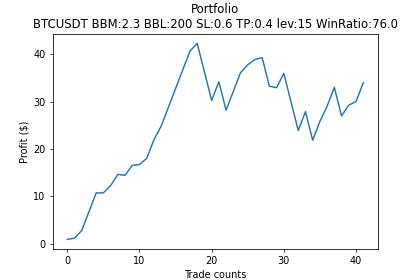 Portfolio
BTCUSDT BBM:2.3 BBL:200 SL:0.6 TP:0.4 lev:15 WinRatio:76.0
40
30
20
10
0
Profit ($)
0 10 20 30 40
Trade counts